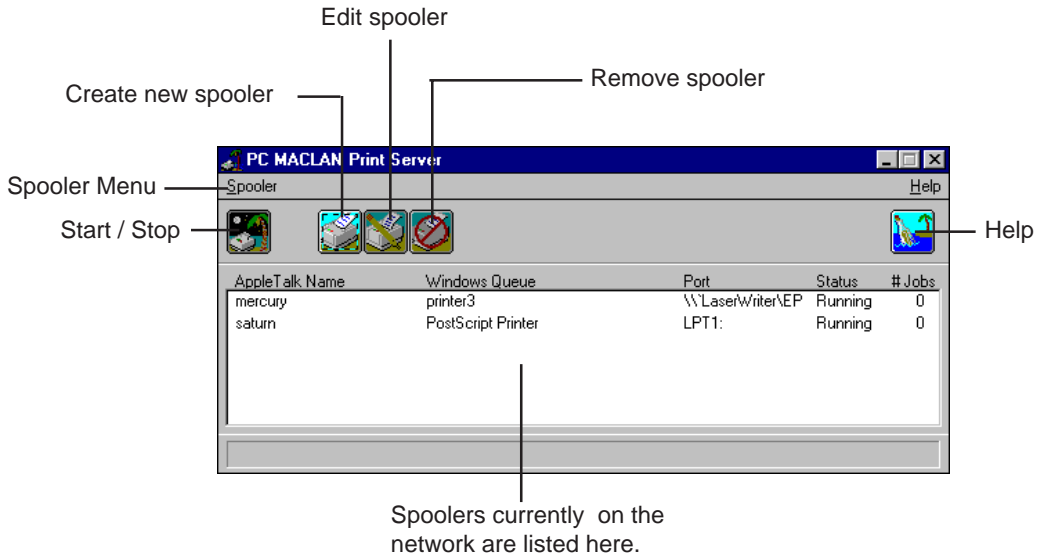 Edit spooler
Remove spooler
Create new spooler
PC MACLAN Print Server
Spooler Menu
Spooler
Help
Start / Stop
Help
AppleTalk Name Windows Queue Port Status # Jobs
mercury printer3 \\`LaserWriter\EP Running 0
saturn PostScript Printer LPT1: Running 0
Spoolers currently on the
network are listed here.